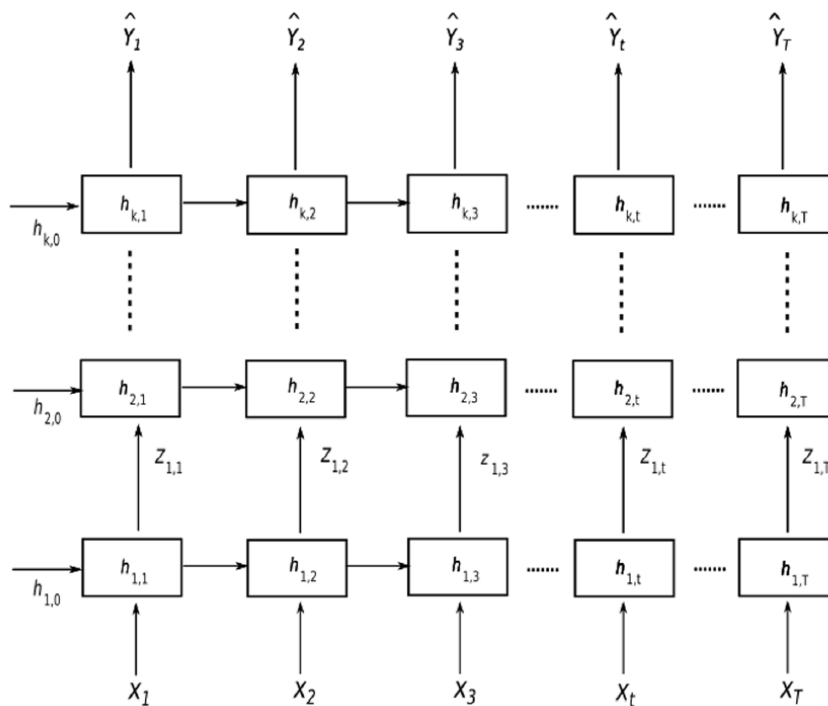 Ŷ1 Ŷ2 Ŷ3 Ŷt ŶT
hk,1 hk,2 hk,3 hk,t hk,T
hk,0
h2,1 h2,2 h2,3 h2,t h2,T
h2,0
Z1,1 Z1,2 z1,3 Z1,t Z1,T
h1,1 h1,2 h1,3 h1,t h1,T
h1,0
X1 X2 X3 Xt XT